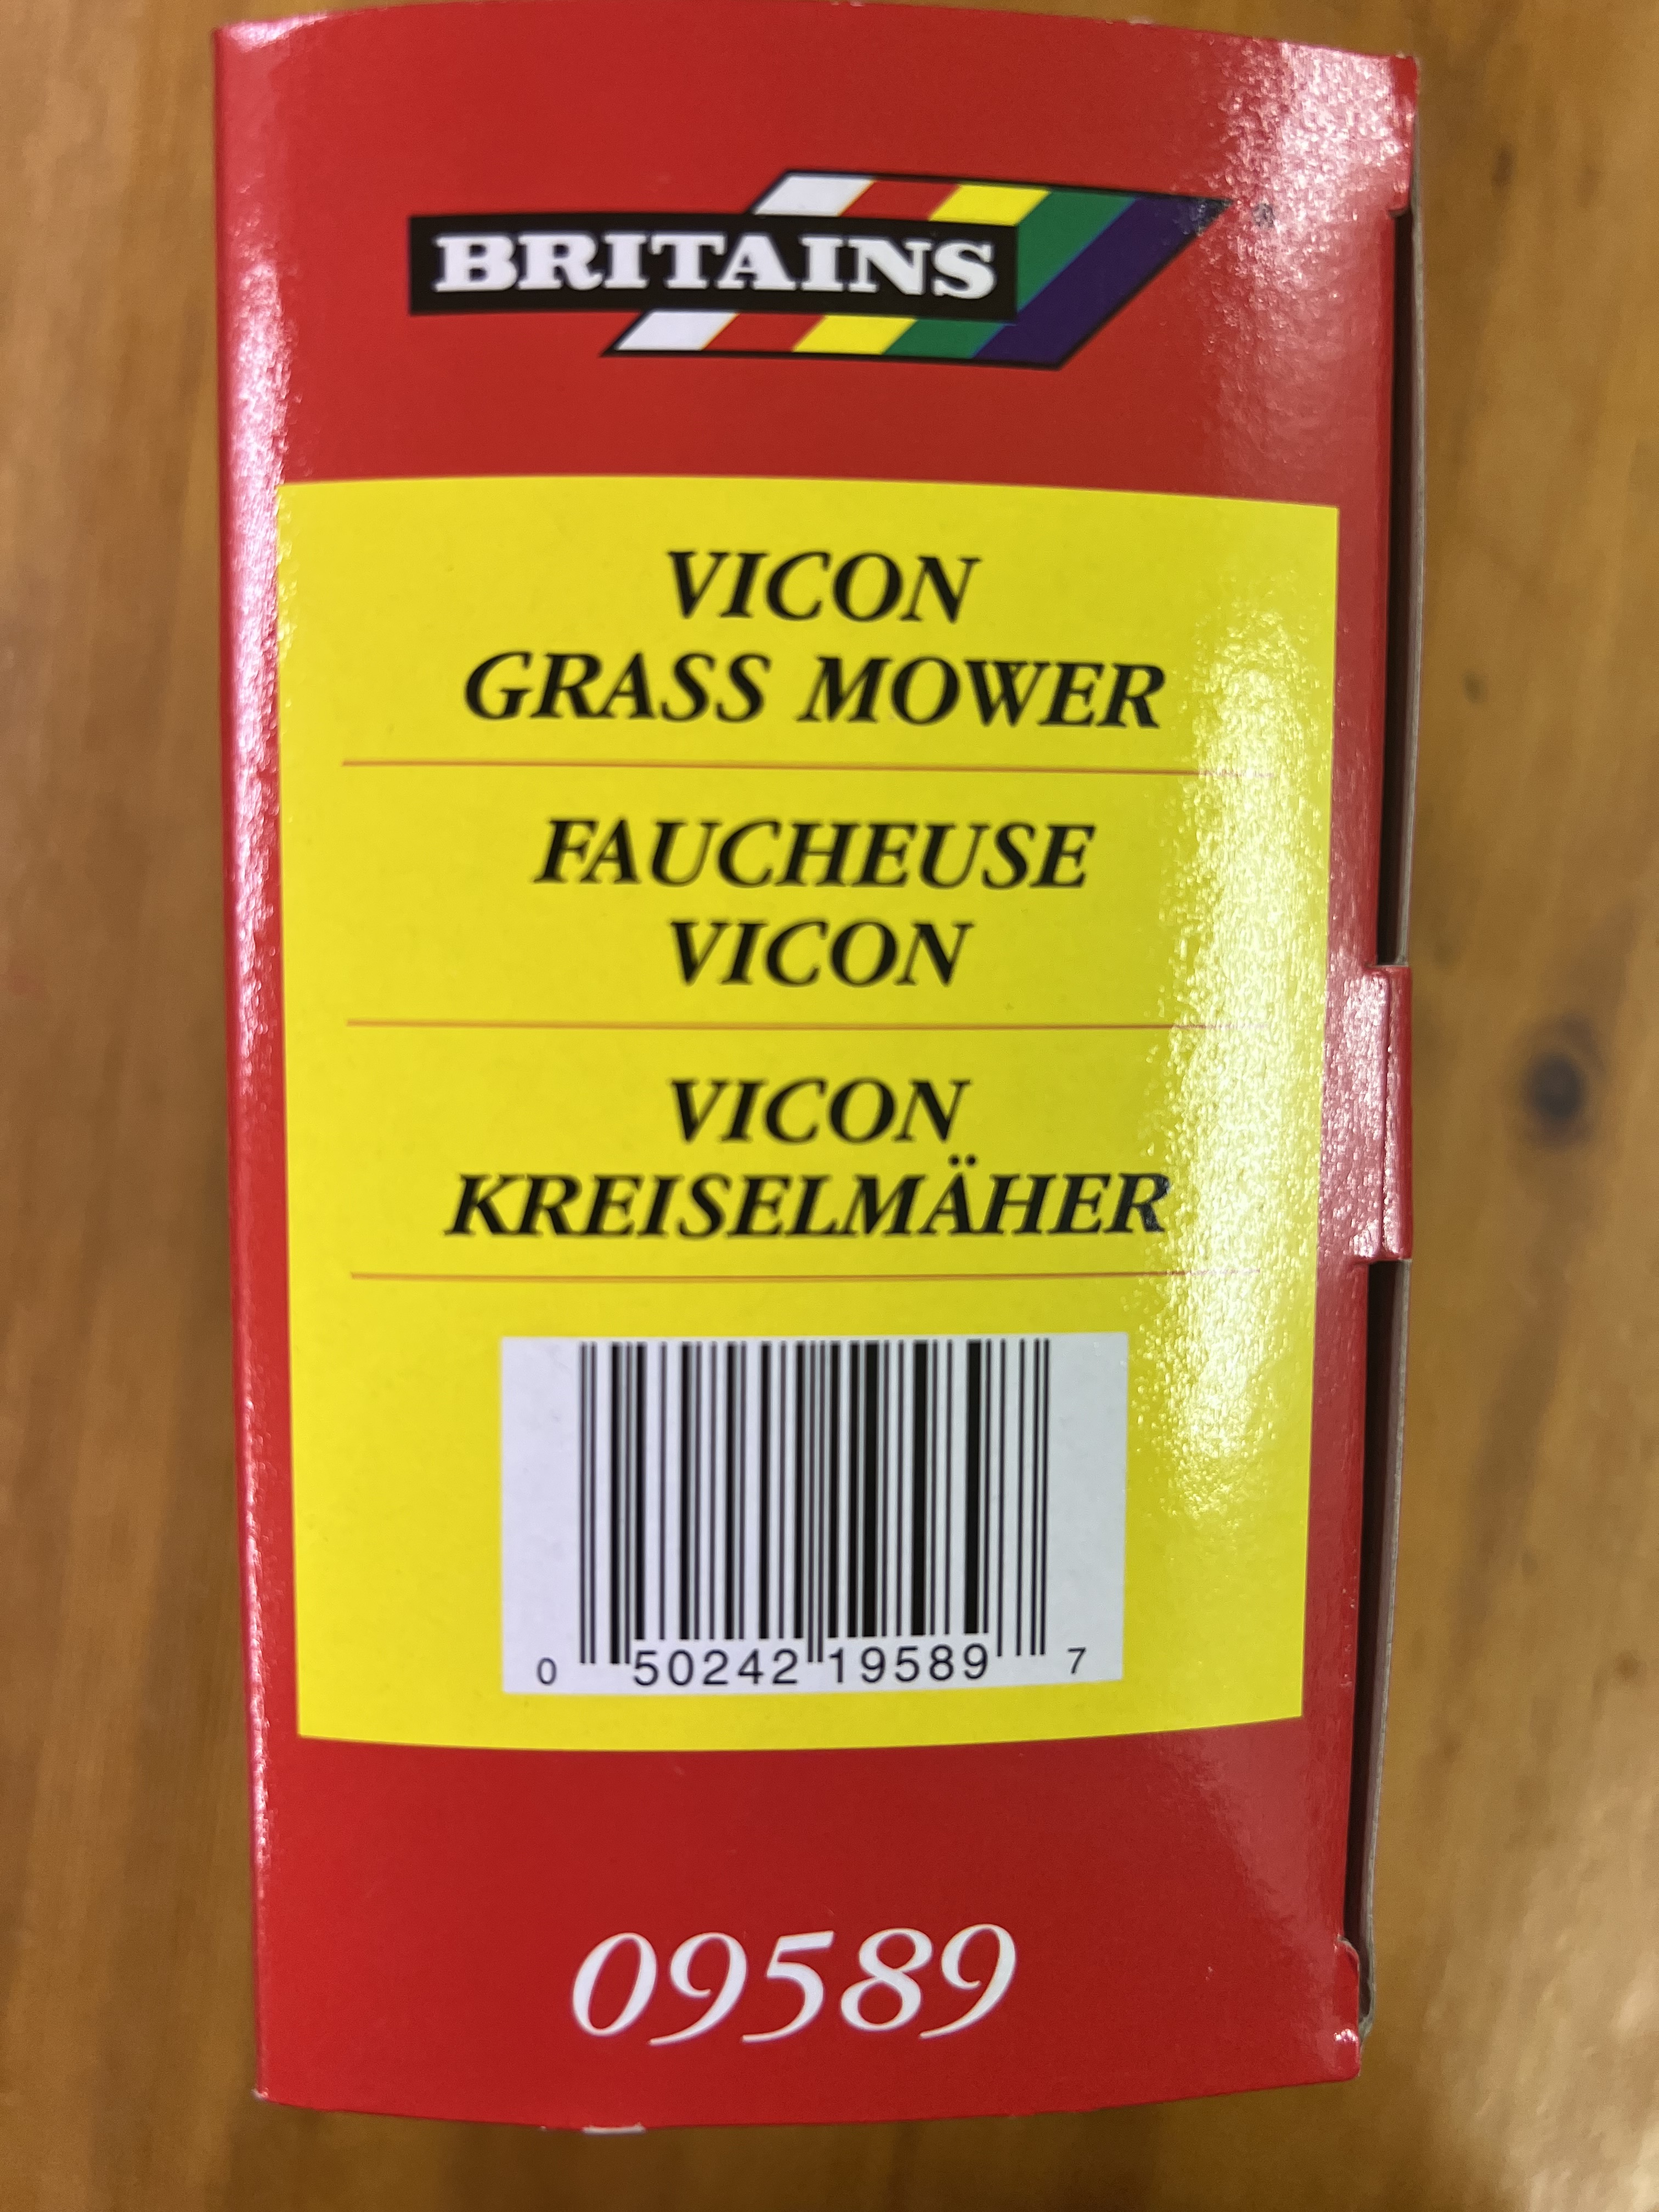 BRITAINS®
VICON
GRASS MOWER
FAUCHEUSE
VICON
VICON
KREISELMÄHER
0 50242 19589 7
09589